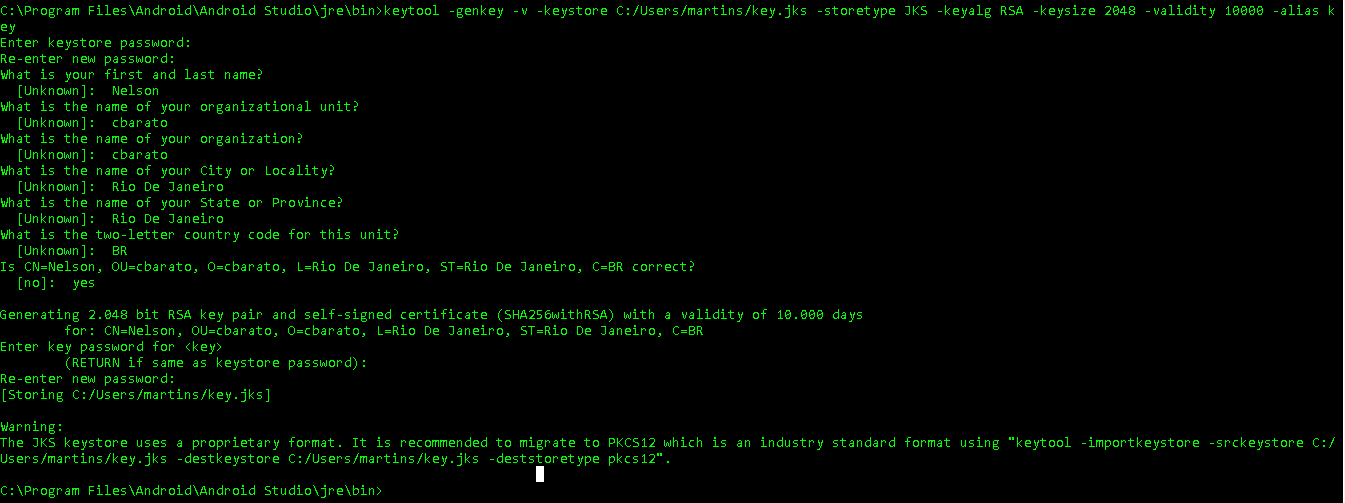 C:\Program Files\Android\Android Studio\jre\bin>keytool -genkey -v -keystore C:/Users/martins/key.jks -storetype JKS -keyalg RSA -keysize 2048 -validity 10000 -alias k
ey
Enter keystore password:
Re-enter new password:
What is your first and last name?
  [Unknown]:  Nelson
What is the name of your organizational unit?
  [Unknown]:  cbarato
What is the name of your organization?
  [Unknown]:  cbarato
What is the name of your City or Locality?
  [Unknown]:  Rio De Janeiro
What is the name of your State or Province?
  [Unknown]:  Rio De Janeiro
What is the two-letter country code for this unit?
  [Unknown]:  BR
Is CN=Nelson, OU=cbarato, O=cbarato, L=Rio De Janeiro, ST=Rio De Janeiro, C=BR correct?
  [no]:  yes
Generating 2.048 bit RSA key pair and self-signed certificate (SHA256withRSA) with a validity of 10.000 days
        for: CN=Nelson, OU=cbarato, O=cbarato, L=Rio De Janeiro, ST=Rio De Janeiro, C=BR
Enter key password for <key>
        (RETURN if same as keystore password):
Re-enter new password:
[Storing C:/Users/martins/key.jks]
Warning:
The JKS keystore uses a proprietary format. It is recommended to migrate to PKCS12 which is an industry standard format using "keytool -importkeystore -srckeystore C:/
Users/martins/key.jks -destkeystore C:/Users/martins/key.jks -deststoretype pkcs12".
C:\Program Files\Android\Android Studio\jre\bin>